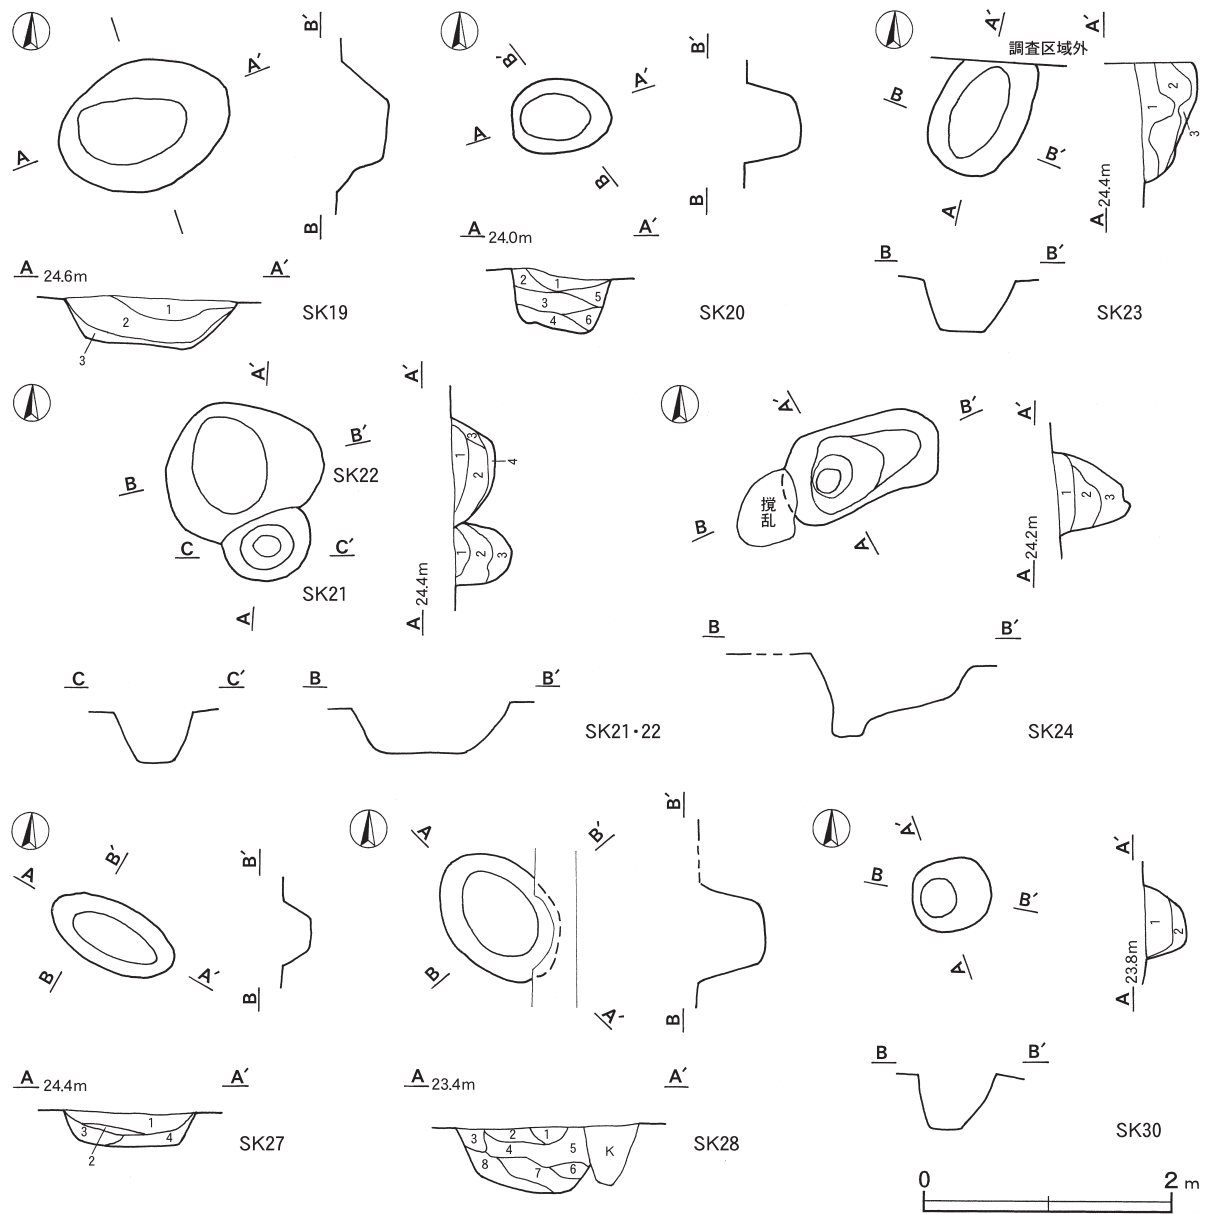 A A' B B'
A 24.6m A'
1 2 3
SK19
A A' B B'
A 24.0m A'
1 2 3 4 5 6
SK20
調査区域外
A A' B B'
A 24.4m A'
1 2 3
B B'
SK23
A A' B B' C C'
SK22
SK21
A 24.4m A'
1 2 3 4
1 2 3
C C' B B'
SK21・22
A A' B B'
撹乱
A 24.2m A'
1 2 3
B B'
SK24
A A' B B'
B B'
A 24.4m A'
1 2 3 4
SK27
A A' B B'
B B'
A 23.4m A'
1 2 3 4 5 6 7 8 K
SK28
A A' B B'
A 23.8m A'
1 2
B B'
SK30
0 2 m